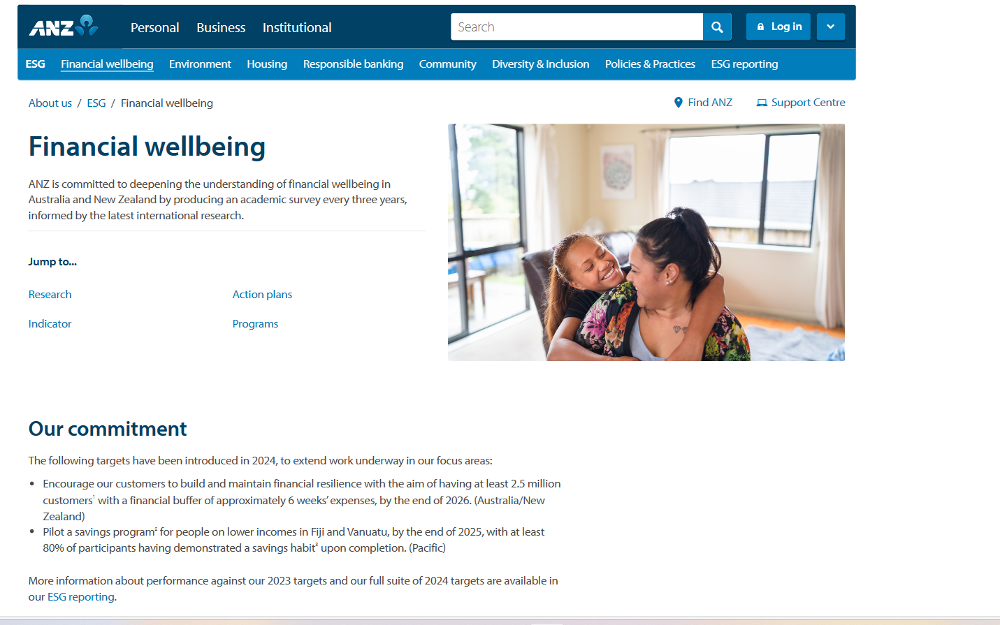 ANZ
Personal
Business
Institutional
Search
Log in
ESG
Financial wellbeing
Environment
Housing
Responsible banking
Community
Diversity & Inclusion
Policies & Practices
ESG reporting
About us / ESG / Financial wellbeing
Find ANZ
Support Centre
Financial wellbeing
ANZ is committed to deepening the understanding of financial wellbeing in
Australia and New Zealand by producing an academic survey every three years,
informed by the latest international research.
Jump to...
Research
Action plans
Indicator
Programs
Our commitment
The following targets have been introduced in 2024, to extend work underway in our focus areas:
• Encourage our customers to build and maintain financial resilience with the aim of having at least 2.5 million
customers¹ with a financial buffer of approximately 6 weeks’ expenses, by the end of 2026. (Australia/New
Zealand)
• Pilot a savings program² for people on lower incomes in Fiji and Vanuatu, by the end of 2025, with at least
80% of participants having demonstrated a savings habit³ upon completion. (Pacific)
More information about performance against our 2023 targets and our full suite of 2024 targets are available in
our ESG reporting.